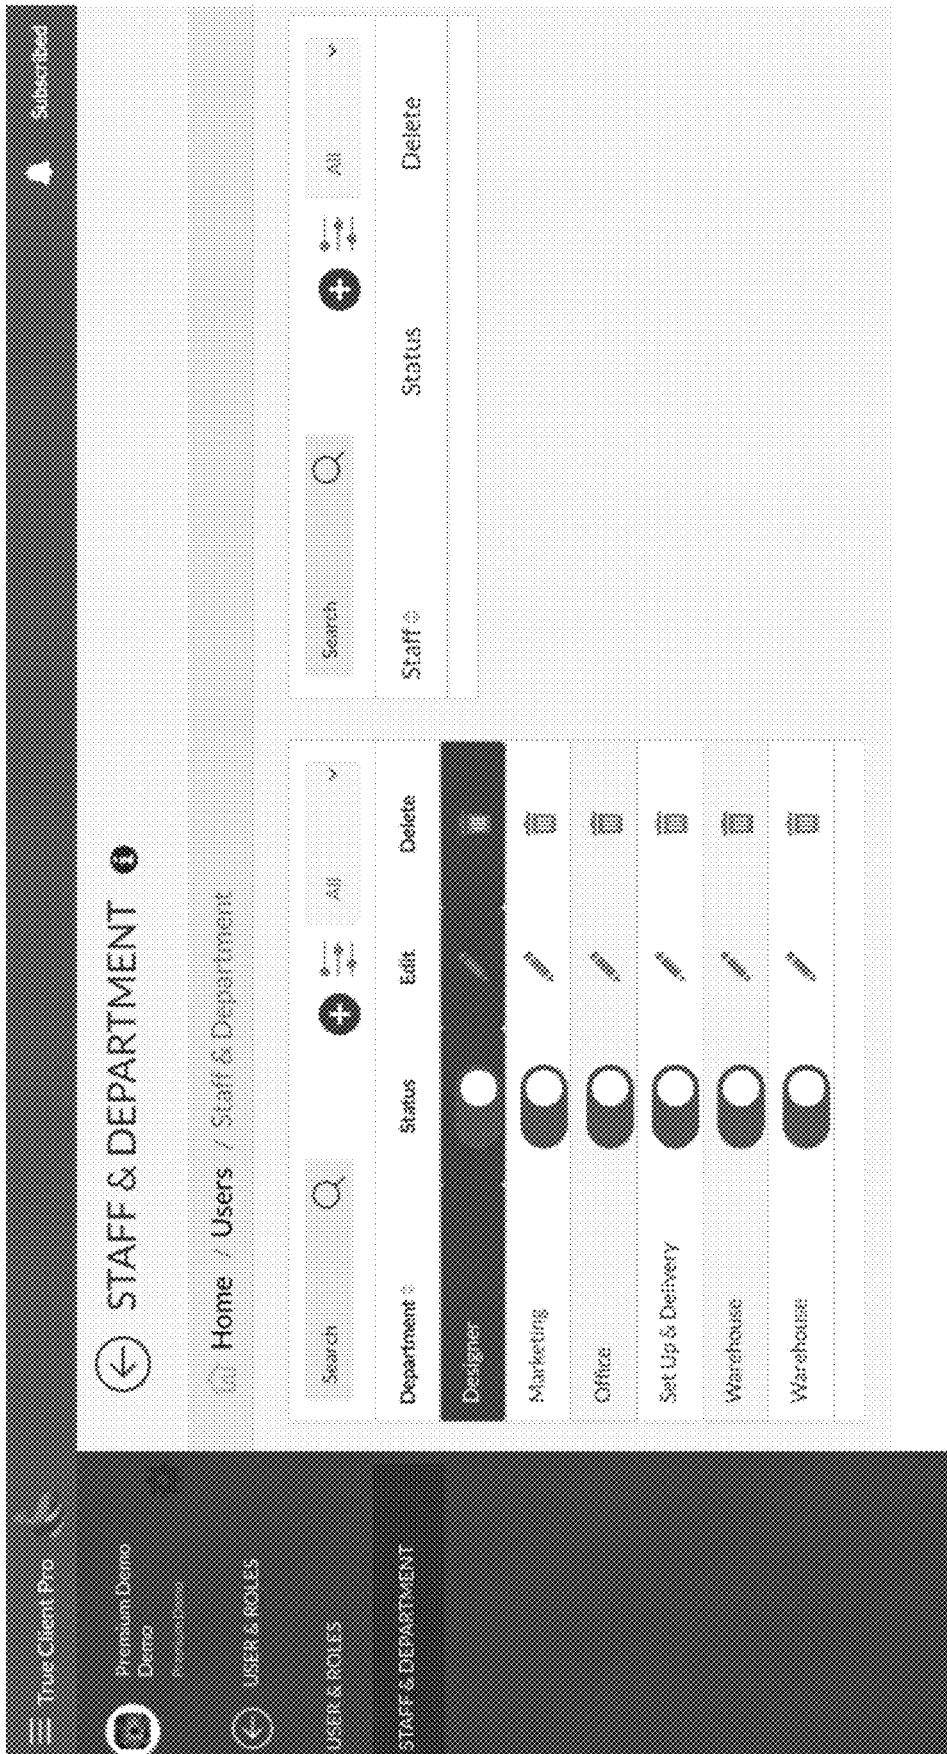 True Client Pro
Subscribed
Premium Demo
Demo
Premium Demo
USER & ROLES
USER & ROLES
STAFF & DEPARTMENT
STAFF & DEPARTMENT
Home / Users / Staff & Department
Search All
Department Status Edit Delete
Designer
Marketing
Office
Set Up & Delivery
Warehouse
Warehouse
Search All
Staff Status Delete